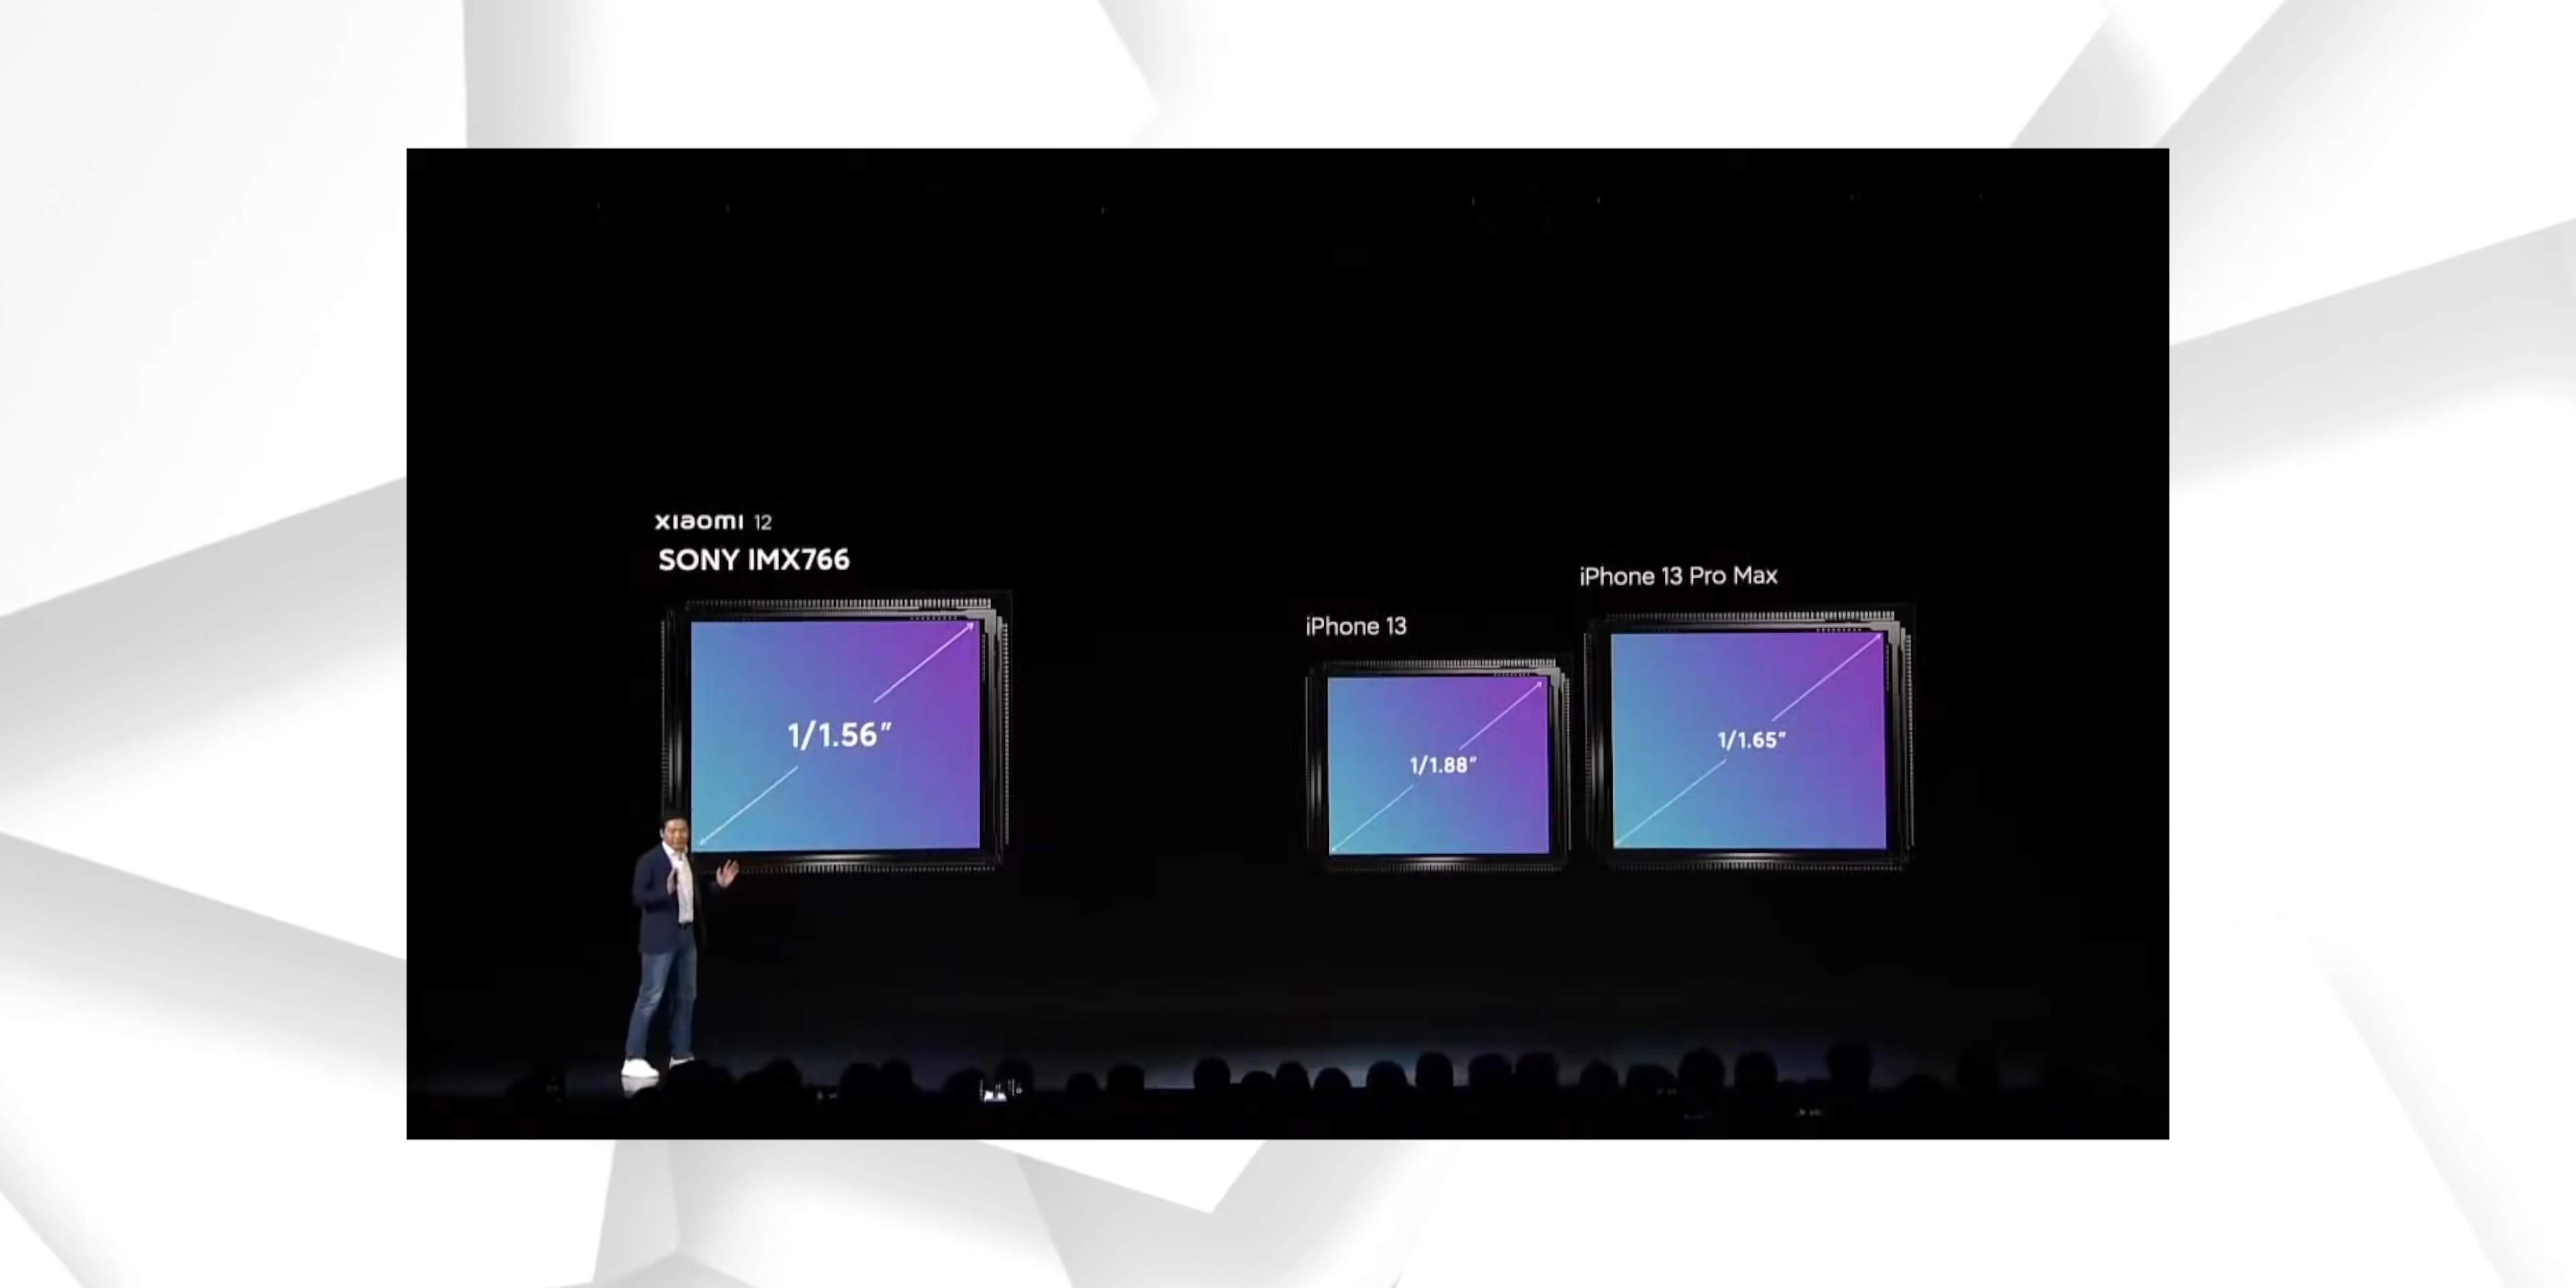 xiaomi 12
SONY IMX766
1/1.56″
iPhone 13
1/1.88″
iPhone 13 Pro Max
1/1.65″